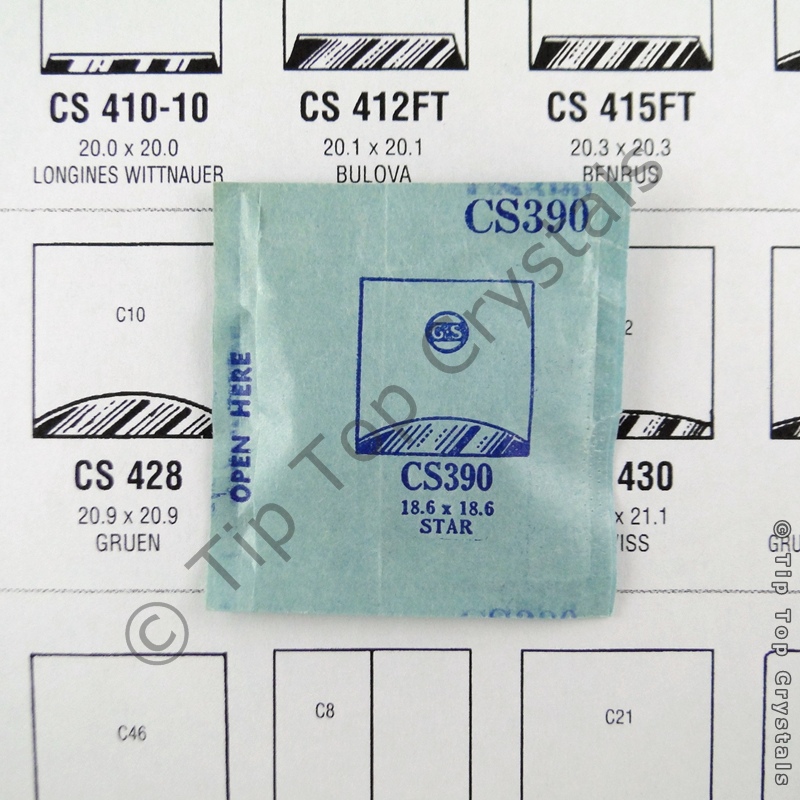 CS 410-10
20.0 x 20.0
LONGINES WITTNAUER
CS 412FT
20.1 x 20.1
BULOVA
CS 415FT
20.3 x 20.3
BENRUS
CS390
C10
G-S
OPEN HERE
CS390
18.6 x 18.6
STAR
CS 428
20.9 x 20.9
GRUEN
2
430
x 21.1
C46
C8
C21
© Tip Top Crystals
© Tip Top Crystals